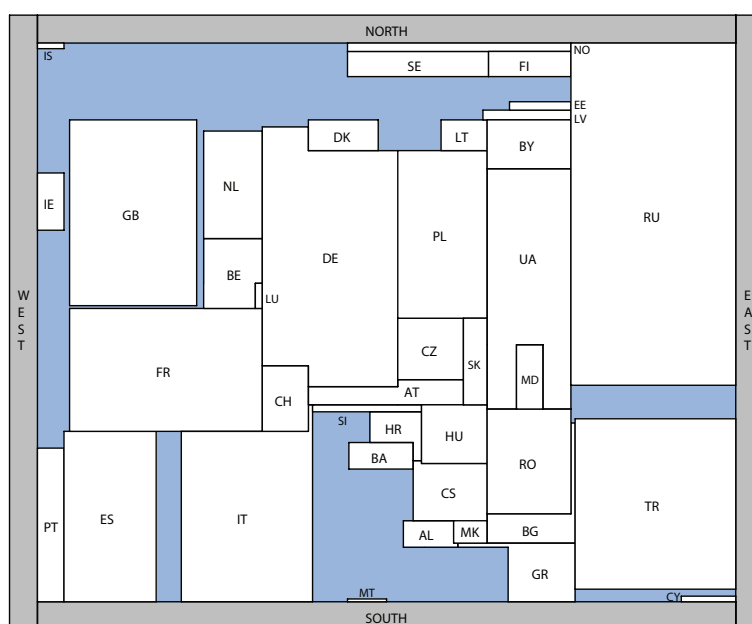 NORTH
IS
NO
SE
FI
EE
LV
DK
LT
BY
NL
IE
GB
PL
RU
DE
UA
BE
LU
W
E
S
T
E
A
S
T
CZ
SK
FR
MD
AT
CH
SI
HR
HU
BA
RO
CS
PT
ES
IT
TR
AL
MK
BG
GR
MT
CY
SOUTH